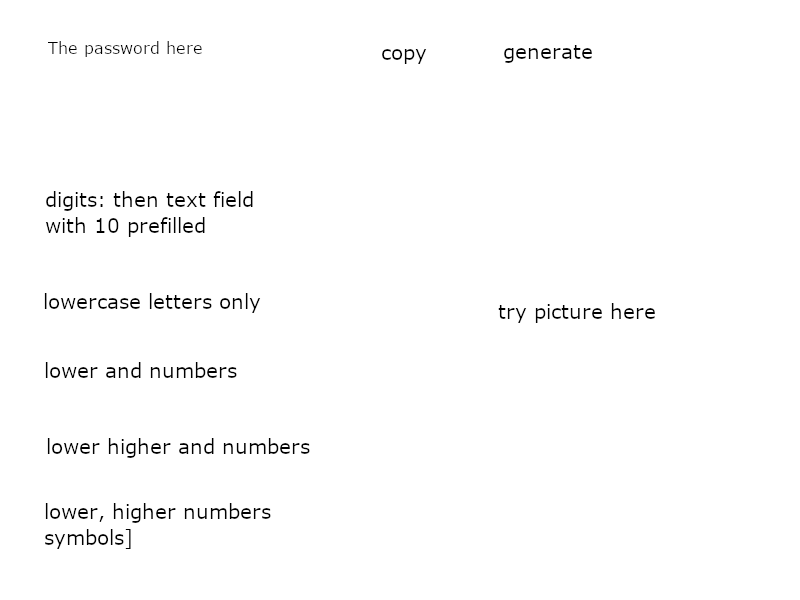 The password here
copy
generate
digits: then text field
with 10 prefilled
lowercase letters only
try picture here
lower and numbers
lower higher and numbers
lower, higher numbers
symbols]